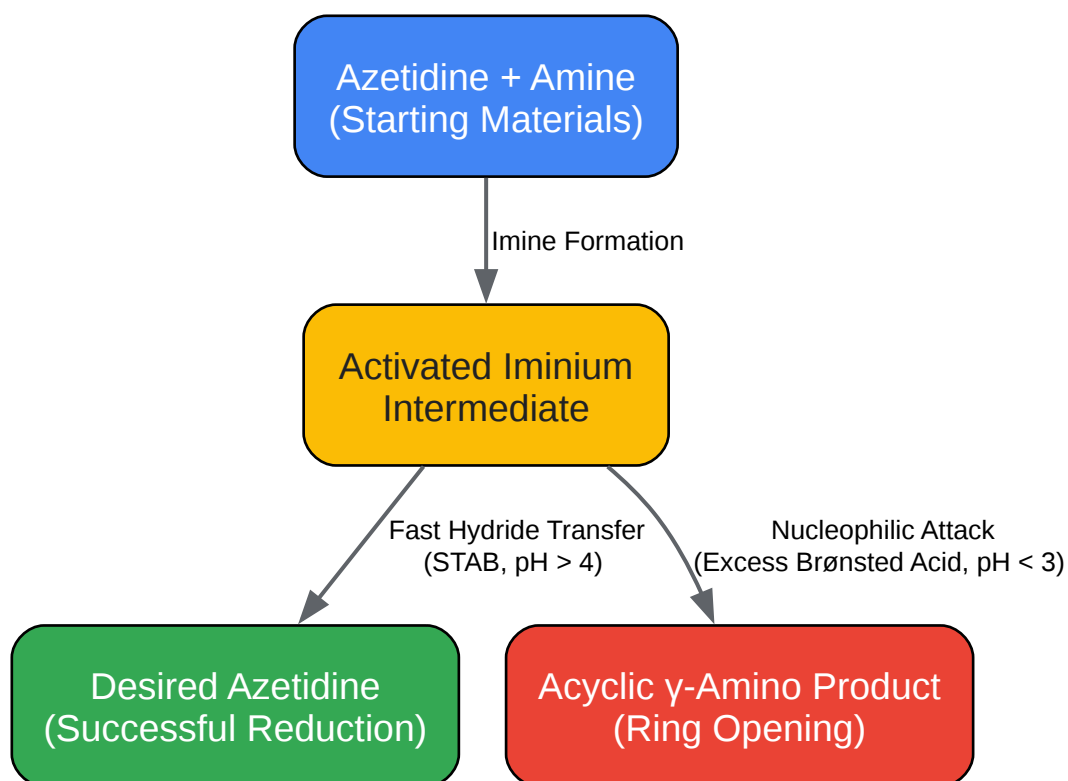 Azetidine + Amine
(Starting Materials)
Imine Formation
Activated Iminium
Intermediate
Fast Hydride Transfer
(STAB, pH > 4)
Nucleophilic Attack
(Excess Brønsted Acid, pH < 3)
Desired Azetidine
(Successful Reduction)
Acyclic γ-Amino Product
(Ring Opening)